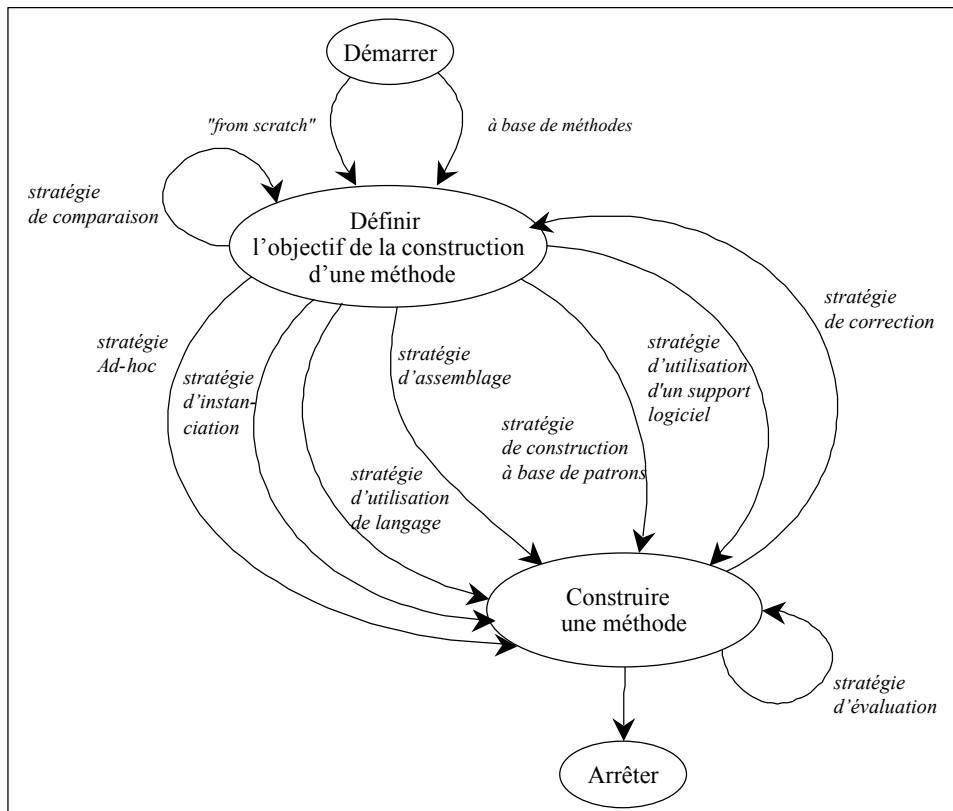 Démarrer
"from scratch"
à base de méthodes
stratégie
de comparaison
Définir
l’objectif de la construction
d’une méthode
stratégie
de correction
stratégie
Ad-hoc
stratégie
d’instan-
ciation
stratégie
d’assemblage
stratégie
d’utilisation
d'un support
logiciel
stratégie
de construction
à base de patrons
stratégie
d’utilisation
de langage
Construire
une méthode
stratégie
d’évaluation
Arrêter